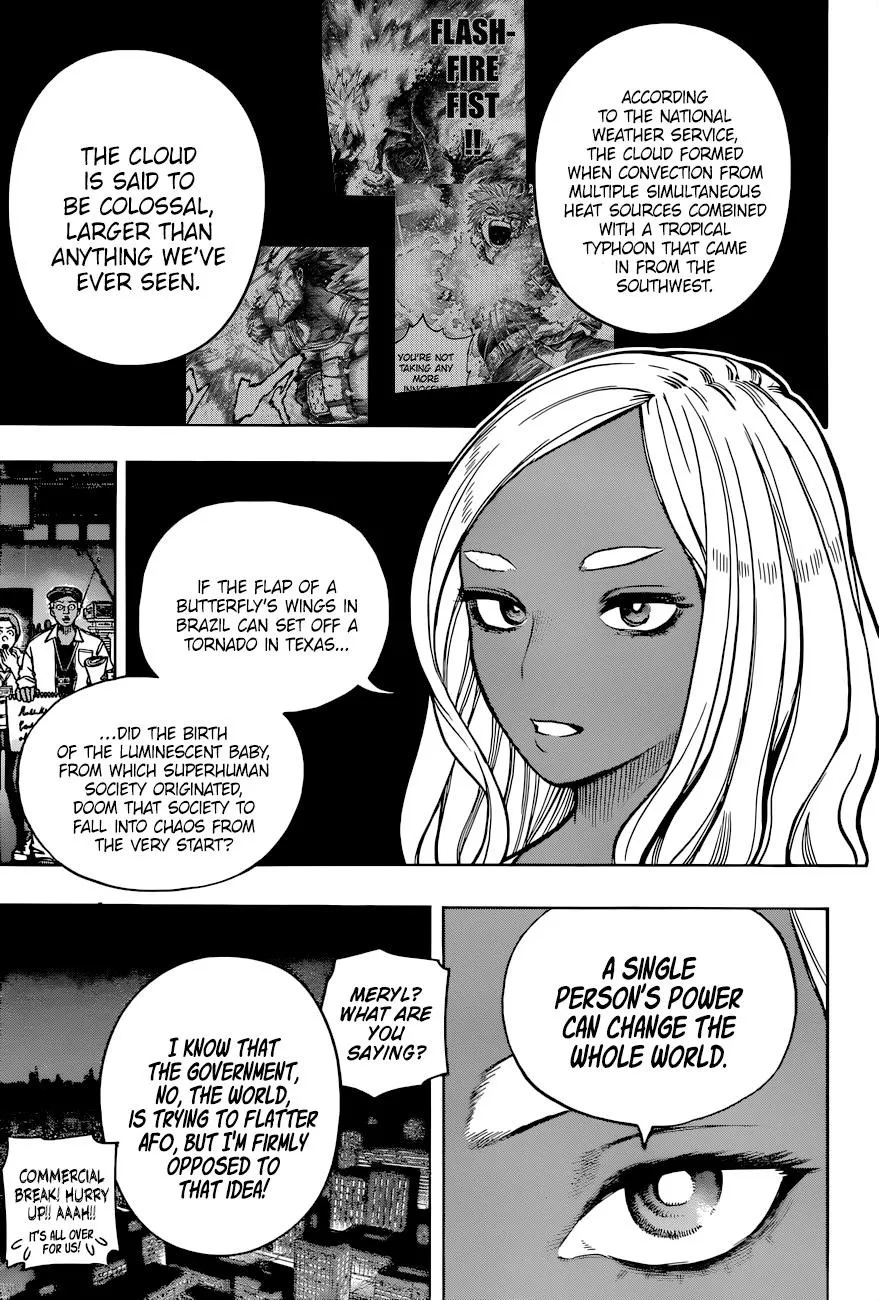 FLASH-
FIRE
FIST
!!
ACCORDING
TO THE NATIONAL
WEATHER SERVICE,
THE CLOUD FORMED
WHEN CONVECTION FROM
MULTIPLE SIMULTANEOUS
HEAT SOURCES COMBINED
WITH A TROPICAL
TYPHOON THAT CAME
IN FROM THE
SOUTHWEST.
THE CLOUD
IS SAID TO
BE COLOSSAL,
LARGER THAN
ANYTHING WE'VE
EVER SEEN.
YOU'RE NOT
TAKING ANY
MORE
IF THE FLAP OF A
BUTTERFLY'S WINGS IN
BRAZIL CAN SET OFF A
TORNADO IN TEXAS...
...DID THE BIRTH
OF THE LUMINESCENT BABY,
FROM WHICH SUPERHUMAN
SOCIETY ORIGINATED,
DOOM THAT SOCIETY TO
FALL INTO CHAOS FROM
THE VERY START?
A SINGLE
PERSON'S POWER
CAN CHANGE THE
WHOLE WORLD.
MERYL?
WHAT ARE
YOU
SAYING?
I KNOW THAT
THE GOVERNMENT,
NO, THE WORLD,
IS TRYING TO FLATTER
AFO, BUT I'M FIRMLY
OPPOSED TO
THAT IDEA!
COMMERCIAL
BREAK! HURRY
UP!! AAAH!!
IT'S ALL OVER
FOR US!